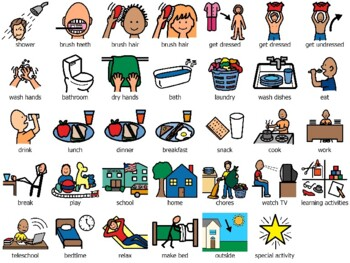 shower brush teeth brush hair brush hair get dressed get dressed get undressed
wash hands bathroom dry hands bath laundry wash dishes eat
drink lunch dinner breakfast snack cook work
break play school home chores watch TV learning activities
teleschool bedtime relax make bed outside special activity